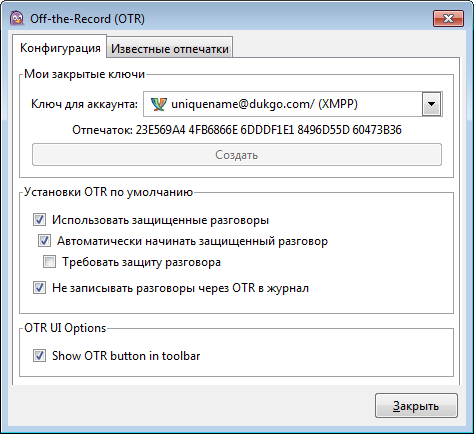 Off-the-Record (OTR)
Конфигурация Известные отпечатки
Мои закрытые ключи
Ключ для аккаунта: uniquename@dukgo.com/ (XMPP)
Отпечаток: 23E569A4 4FB6866E 6DDDF1E1 8496D55D 60473B36
Создать
Установки OTR по умолчанию
Использовать защищенные разговоры
Автоматически начинать защищенный разговор
Требовать защиту разговора
Не записывать разговоры через OTR в журнал
OTR UI Options
Show OTR button in toolbar
Закрыть